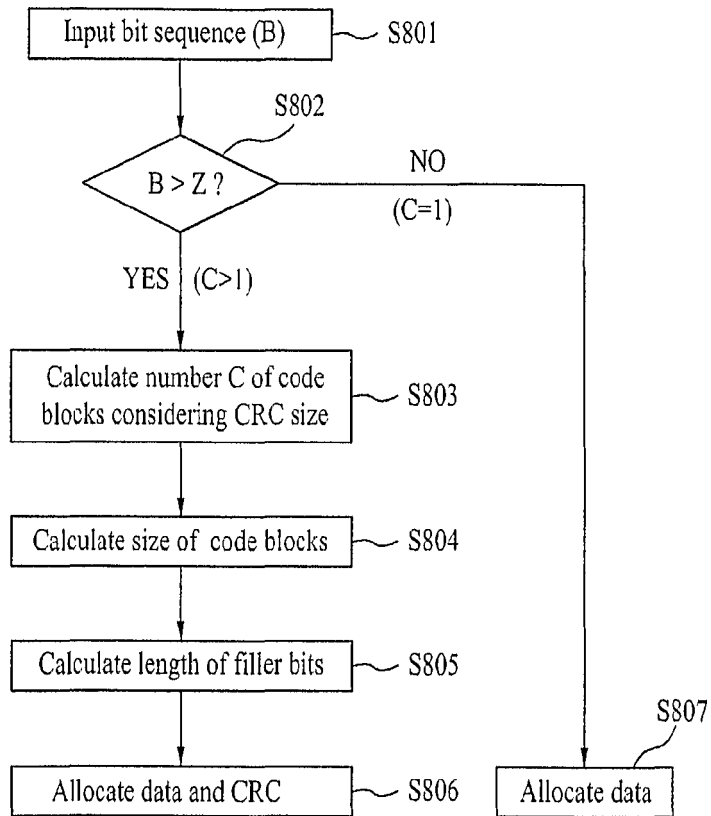 Input bit sequence (B)
S801
S802
B > Z ?
NO
(C=1)
YES (C>1)
Calculate number C of code
blocks considering CRC size
S803
Calculate size of code blocks
S804
Calculate length of filler bits
S805
S807
Allocate data and CRC
S806
Allocate data